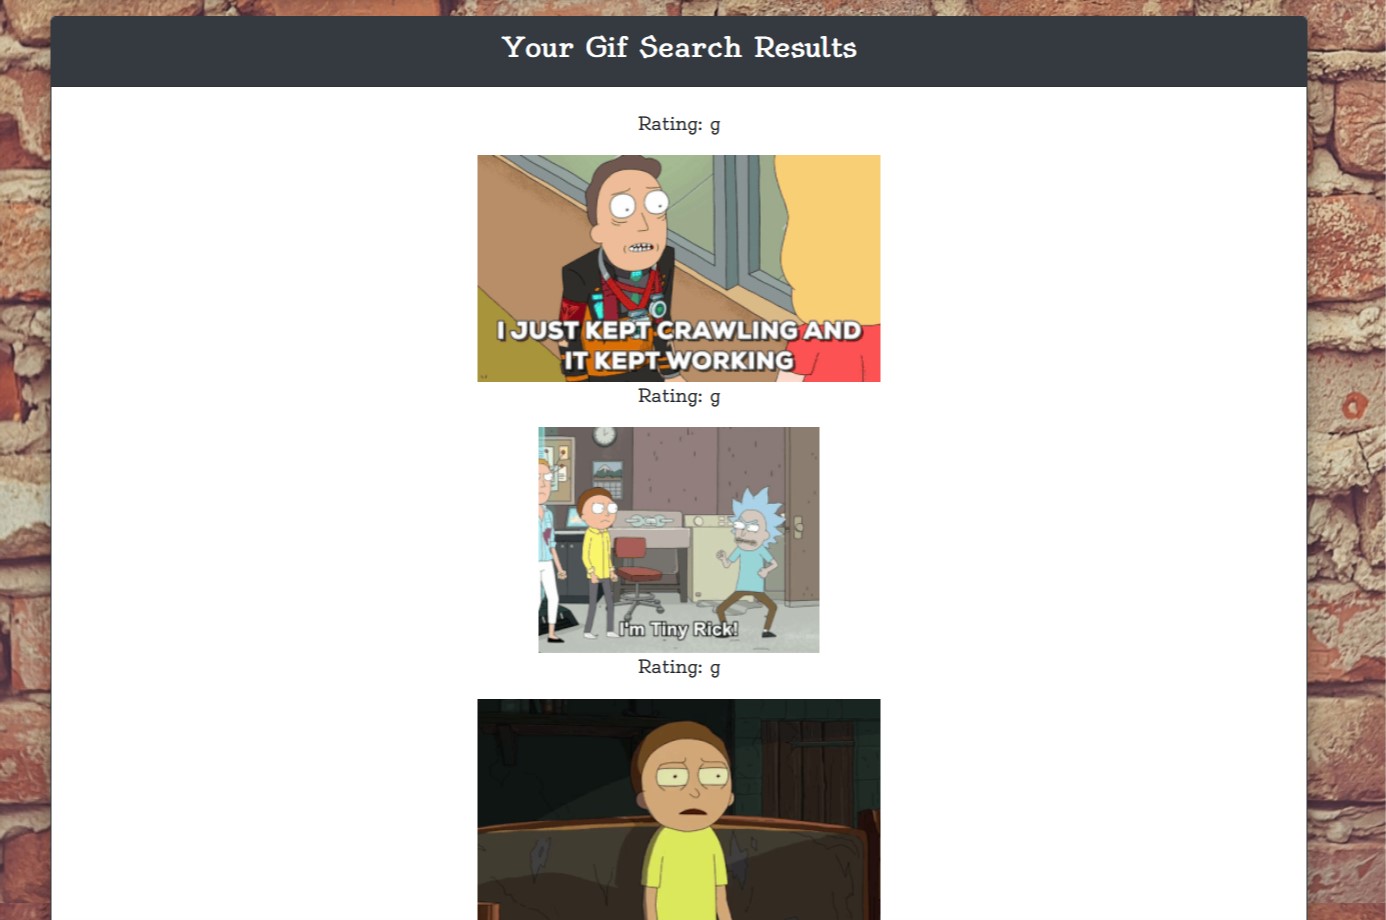 Your Gif Search Results
Rating: g
I JUST KEPT CRAWLING AND
IT KEPT WORKING
Rating: g
I'm Tiny Rick!
Rating: g